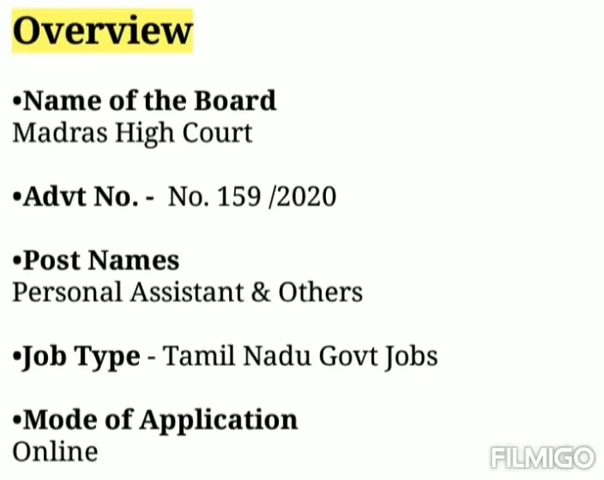 Overview
•Name of the Board
Madras High Court
•Advt No. - No. 159 /2020
•Post Names
Personal Assistant & Others
•Job Type - Tamil Nadu Govt Jobs
•Mode of Application
Online
FILMIGO